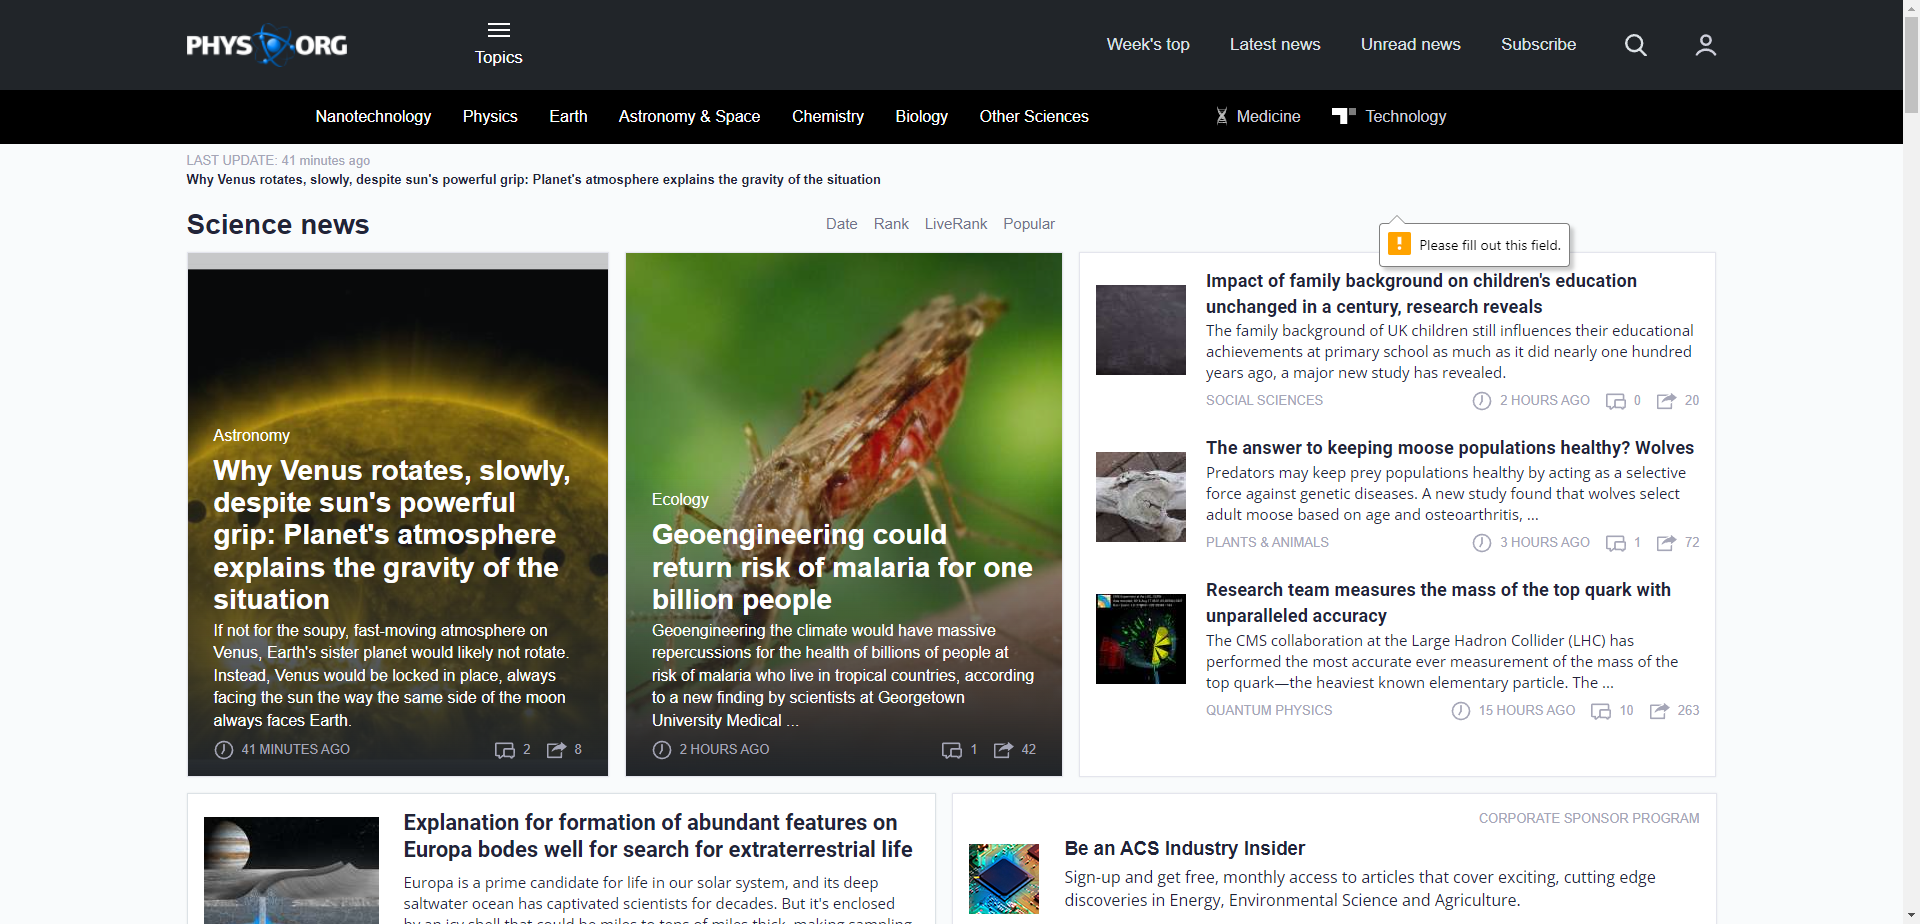 PHYS ORG
Topics
Week's top
Latest news
Unread news
Subscribe
Nanotechnology
Physics
Earth
Astronomy & Space
Chemistry
Biology
Other Sciences
Medicine
Technology
LAST UPDATE: 41 minutes ago
Why Venus rotates, slowly, despite sun's powerful grip: Planet's atmosphere explains the gravity of the situation
Science news
Date
Rank
LiveRank
Popular
Please fill out this field.
Astronomy
Why Venus rotates, slowly,
despite sun's powerful
grip: Planet's atmosphere
explains the gravity of the
situation
If not for the soupy, fast-moving atmosphere on
Venus, Earth's sister planet would likely not rotate.
Instead, Venus would be locked in place, always
facing the sun the way the same side of the moon
always faces Earth.
41 MINUTES AGO
2
8
Ecology
Geoengineering could
return risk of malaria for one
billion people
Geoengineering the climate would have massive
repercussions for the health of billions of people at
risk of malaria who live in tropical countries, according
to a new finding by scientists at Georgetown
University Medical ...
2 HOURS AGO
1
42
Impact of family background on children's education
unchanged in a century, research reveals
The family background of UK children still influences their educational
achievements at primary school as much as it did nearly one hundred
years ago, a major new study has revealed.
SOCIAL SCIENCES
2 HOURS AGO
0
20
The answer to keeping moose populations healthy? Wolves
Predators may keep prey populations healthy by acting as a selective
force against genetic diseases. A new study found that wolves select
adult moose based on age and osteoarthritis, ...
PLANTS & ANIMALS
3 HOURS AGO
1
72
Research team measures the mass of the top quark with
unparalleled accuracy
The CMS collaboration at the Large Hadron Collider (LHC) has
performed the most accurate ever measurement of the mass of the
top quark—the heaviest known elementary particle. The ...
QUANTUM PHYSICS
15 HOURS AGO
10
263
Explanation for formation of abundant features on
Europa bodes well for search for extraterrestrial life
Europa is a prime candidate for life in our solar system, and its deep
saltwater ocean has captivated scientists for decades. But it's enclosed
by an icy shell that could be miles to tens of miles thick, making sampling
CORPORATE SPONSOR PROGRAM
Be an ACS Industry Insider
Sign-up and get free, monthly access to articles that cover exciting, cutting edge
discoveries in Energy, Environmental Science and Agriculture.